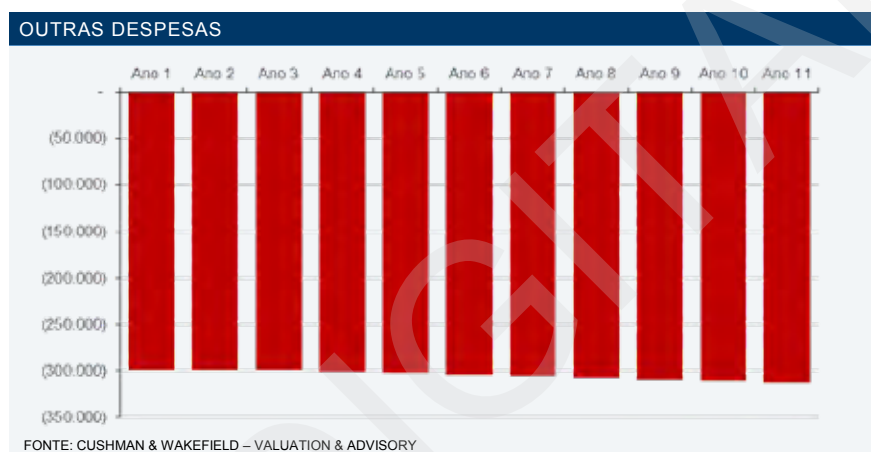 OUTRAS DESPESAS
Ano 1 Ano 2 Ano 3 Ano 4 Ano 5 Ano 6 Ano 7 Ano 8 Ano 9 Ano 10 Ano 11
-
(50.000)
(100.000)
(150.000)
(200.000)
(250.000)
(300.000)
(350.000)
FONTE: CUSHMAN & WAKEFIELD – VALUATION & ADVISORY